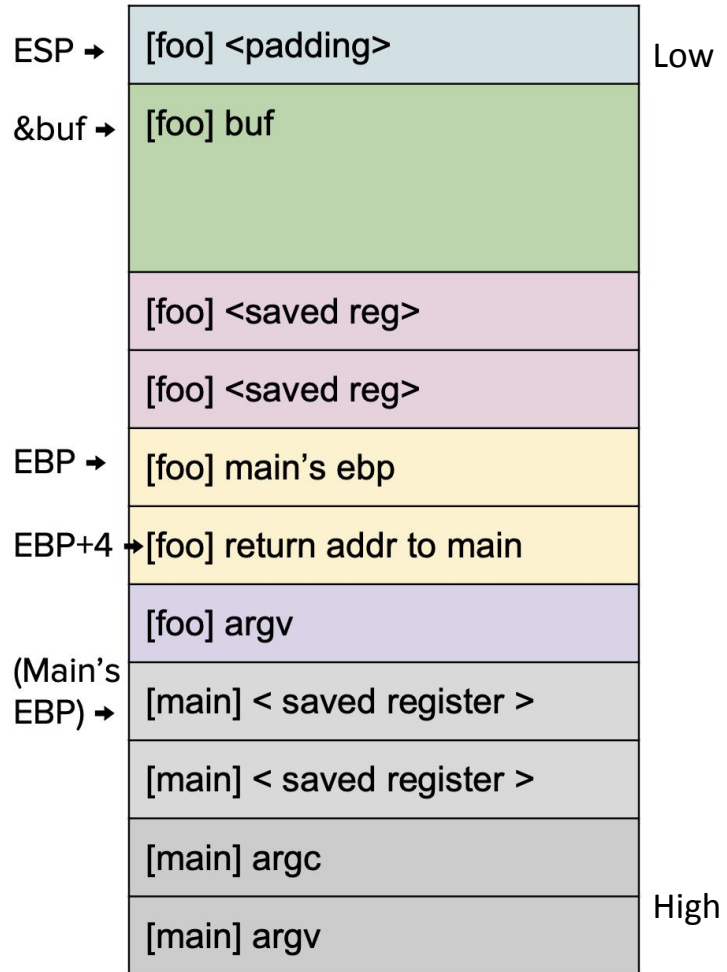 ESP → [foo] <padding> Low
&buf → [foo] buf
[foo] <saved reg>
[foo] <saved reg>
EBP → [foo] main's ebp
EBP+4 → [foo] return addr to main
[foo] argv
(Main's
EBP) → [main] < saved register >
[main] < saved register >
[main] argc
High
[main] argv